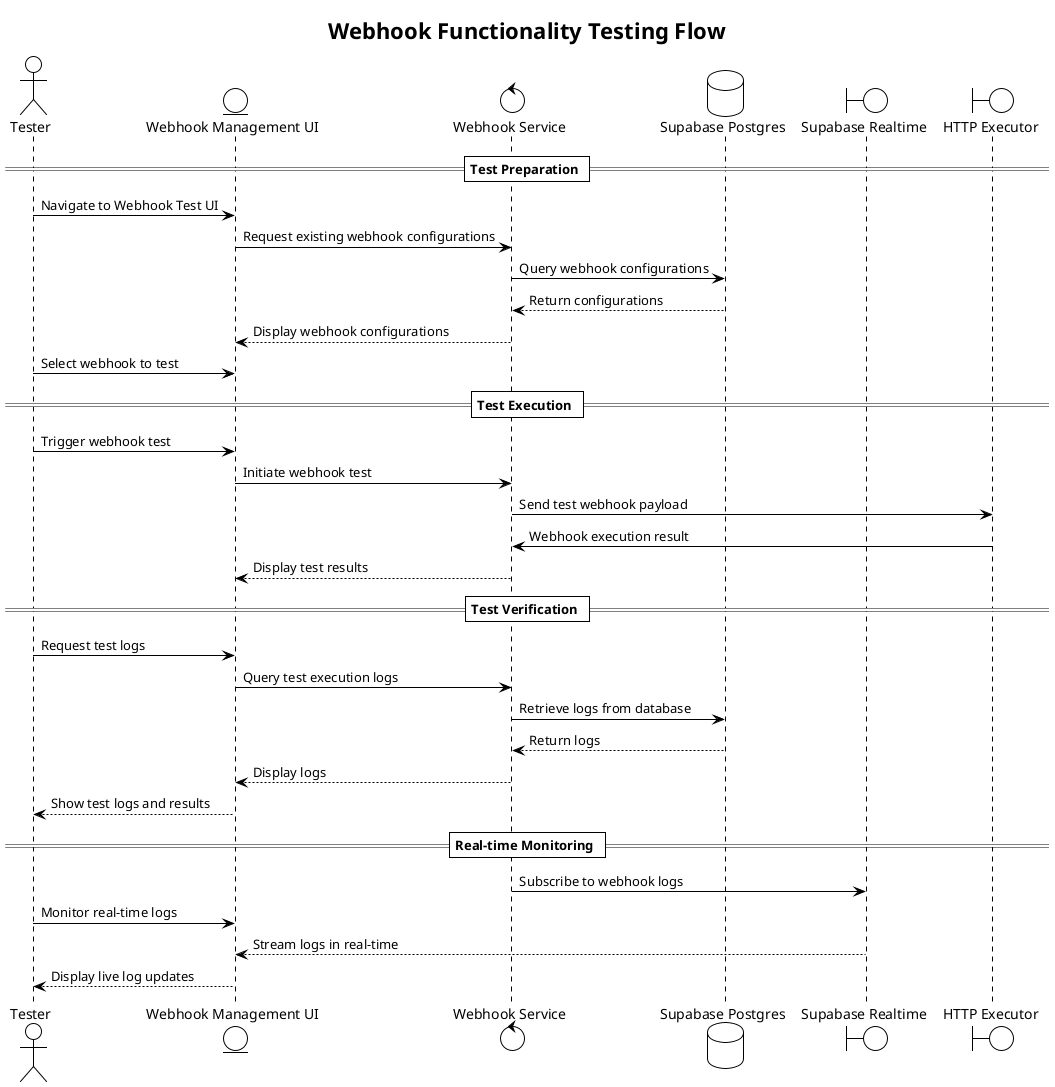 Webhook Functionality Testing Flow
Tester
Webhook Management UI
Webhook Service
Supabase Postgres
Supabase Realtime
HTTP Executor
Test Preparation
Navigate to Webhook Test UI
Request existing webhook configurations
Query webhook configurations
Return configurations
Display webhook configurations
Select webhook to test
Test Execution
Trigger webhook test
Initiate webhook test
Send test webhook payload
Webhook execution result
Display test results
Test Verification
Request test logs
Query test execution logs
Retrieve logs from database
Return logs
Display logs
Show test logs and results
Real-time Monitoring
Subscribe to webhook logs
Monitor real-time logs
Stream logs in real-time
Display live log updates
Tester
Webhook Management UI
Webhook Service
Supabase Postgres
Supabase Realtime
HTTP Executor